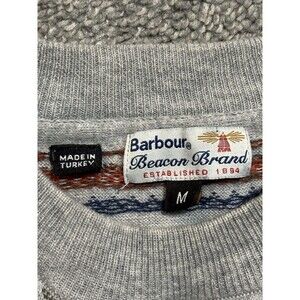 Barbour®
MADE IN
TURKEY
Beacon Brand
ESTABLISHED 1894
M